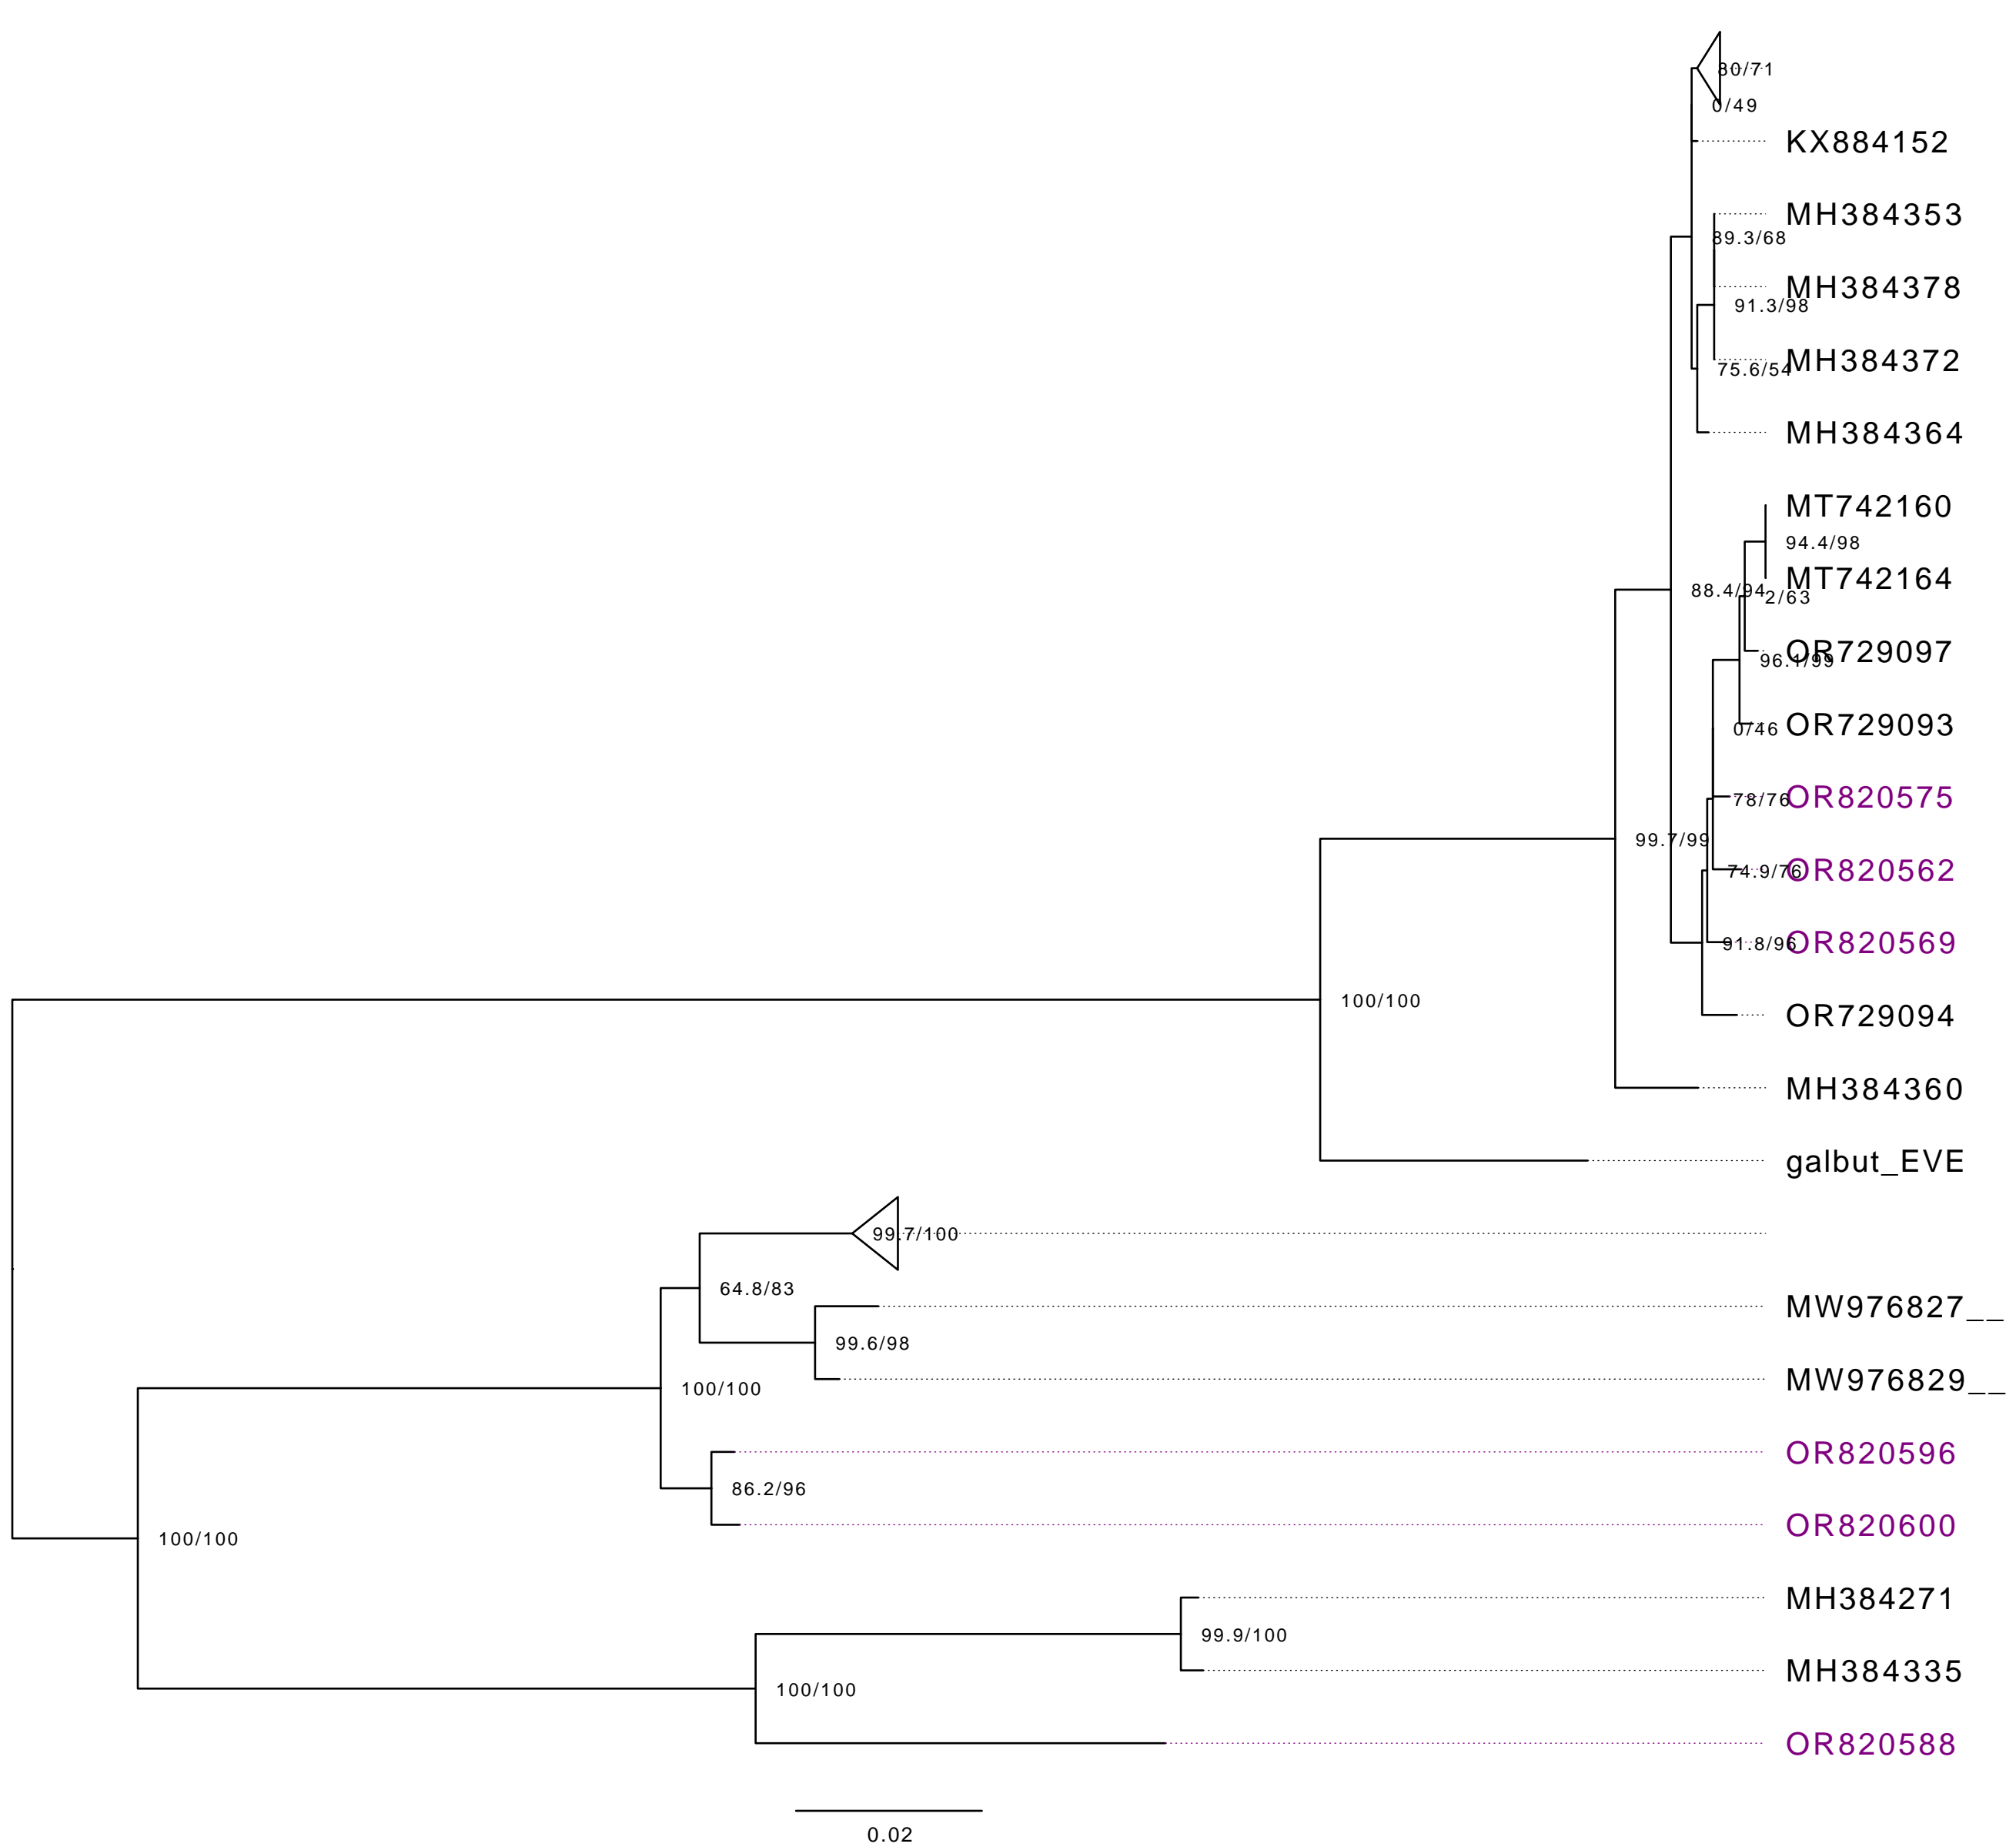 80/71
0/49
KX884152
MH384353
89.3/68
MH384378
91.3/98
MH384372
75.6/54
MH384364
MT742160
94.4/98
MT742164
88.4/94
2/63
OR729097
96.1/99
OR729093
0/46
OR820575
78/76
99.7/99
OR820562
74.9/76
OR820569
91.8/96
100/100
OR729094
MH384360
galbut_EVE
99.7/100
64.8/83
MW976827__
99.6/98
MW976829__
100/100
OR820596
86.2/96
OR820600
100/100
MH384271
99.9/100
MH384335
100/100
OR820588
0.02